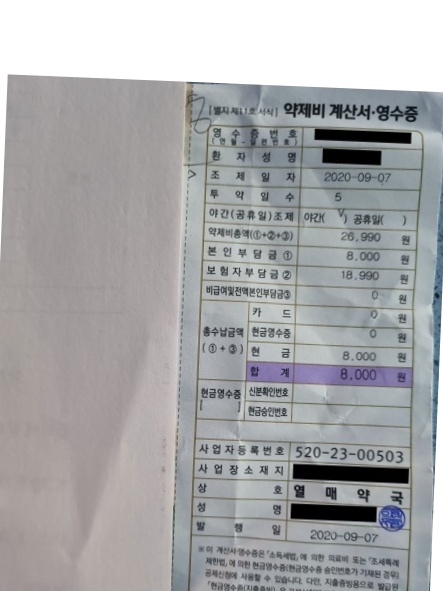 [별지 제11호 서식] 약제비 계산서·영수증
영 수 증 번 호
(연월-일련번호)
환 자 성 명
조 제 일 자 2020-09-07
투 약 일 수 5
야간(공휴일)조제 야간( V ) 공휴일( )
약제비총액(①+②+③) 26,990 원
본 인 부 담 금 ① 8,000 원
보 험 자 부 담 금 ② 18,990 원
비급여및전액본인부담금③ 0 원
총수납금액
(①+③)
카 드 0 원
현금영수증 0 원
현 금 8,000 원
합 계 8,000 원
현금영수증
[ ]
신분확인번호
현금승인번호
사 업 자 등 록 번 호 520-23-00503
사 업 장 소 재 지
상 호 열 매 약 국
성 명
발 행 일 2020-09-07
※ 이 계산서·영수증은 「소득세법」에 의한 의료비 또는 「조세특례
제한법」에 의한 현금영수증(현금영수증 승인번호가 기재된 경우)
공제신청에 사용할 수 있습니다. 다만, 지출증빙용으로 발급된